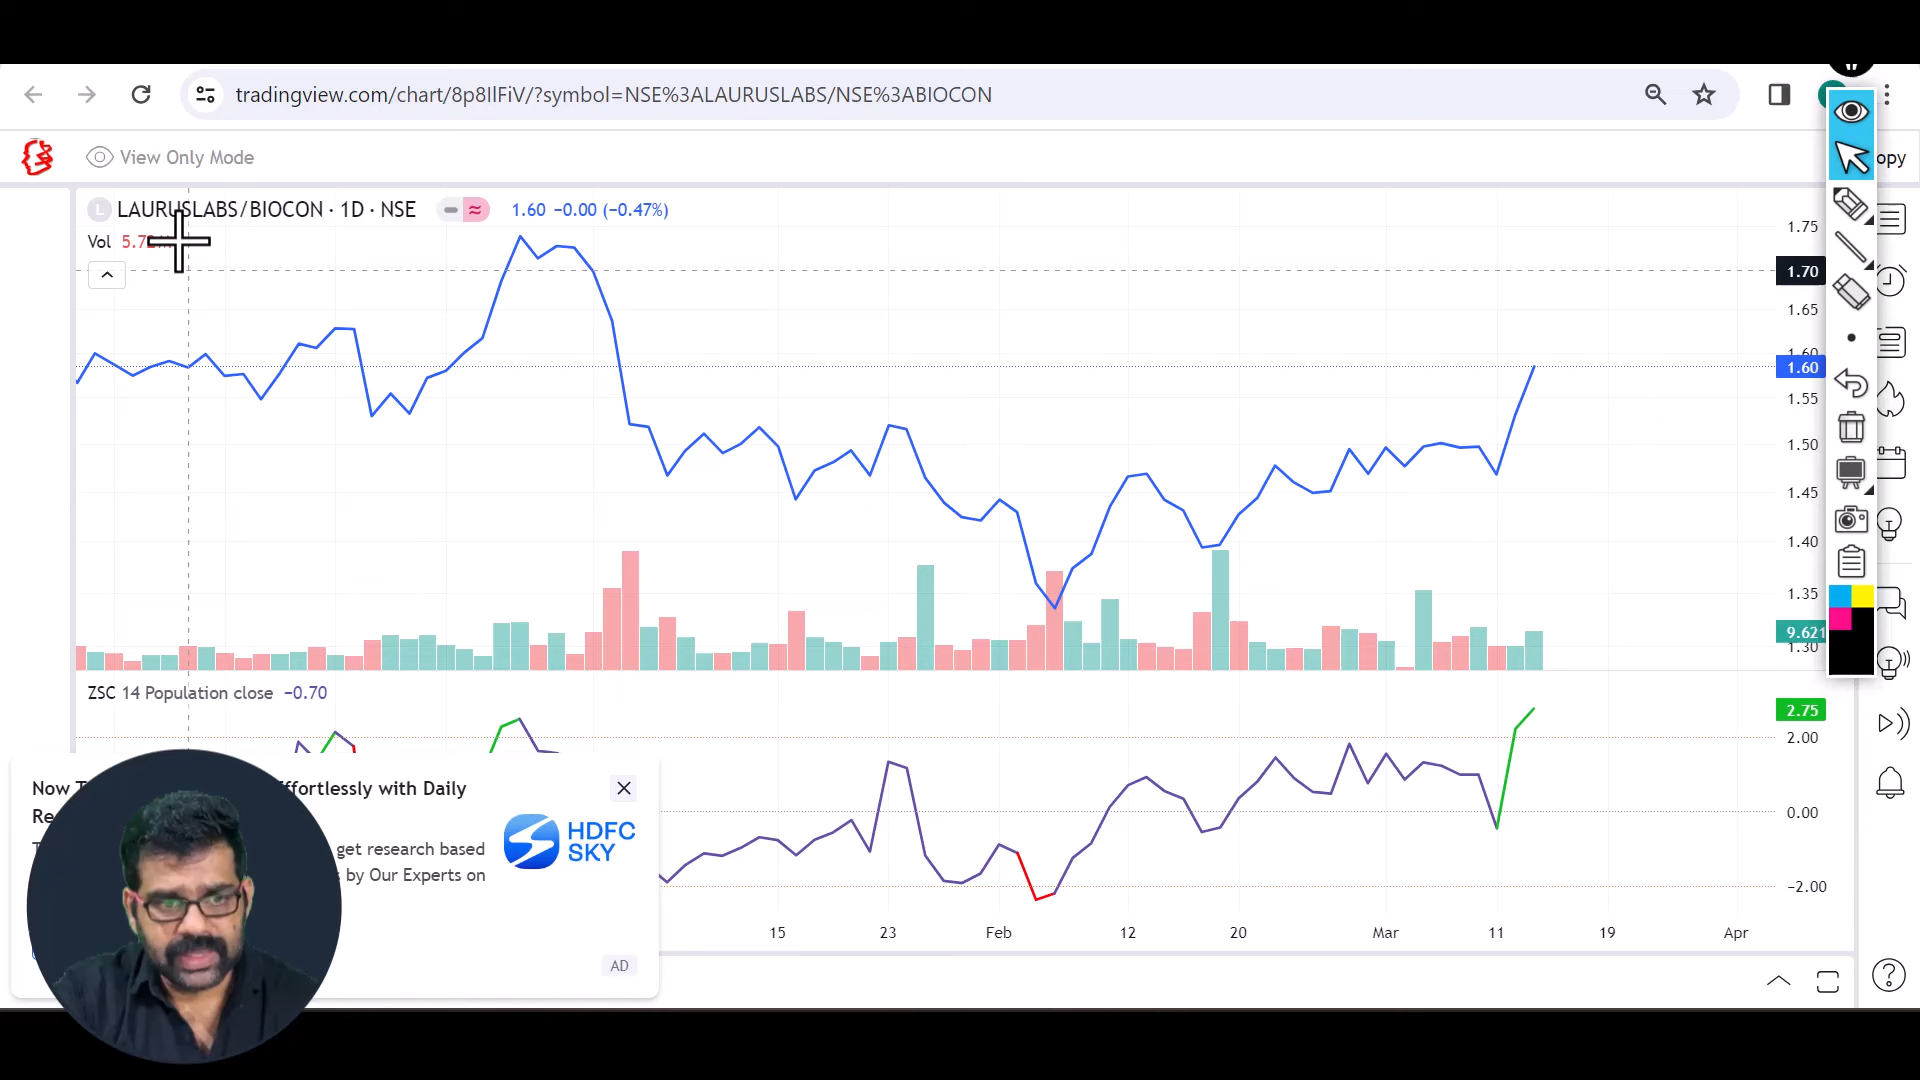 tradingview.com/chart/8p8IlFiV/?symbol=NSE%3ALAURUSLABS/NSE%3ABIOCON
View Only Mode
opy
L LAURUSLABS/BIOCON · 1D · NSE
1.60 −0.00 (−0.47%)
Vol
1.75
1.70
1.65
1.60
1.60
1.55
1.50
1.45
1.40
1.35
9.621
1.30
ZSC 14 Population close −0.70
2.75
2.00
0.00
−2.00
Now
ffortlessly with Daily
Re
get research based
by Our Experts on
HDFC
SKY
AD
15
23
Feb
12
20
Mar
11
19
Apr